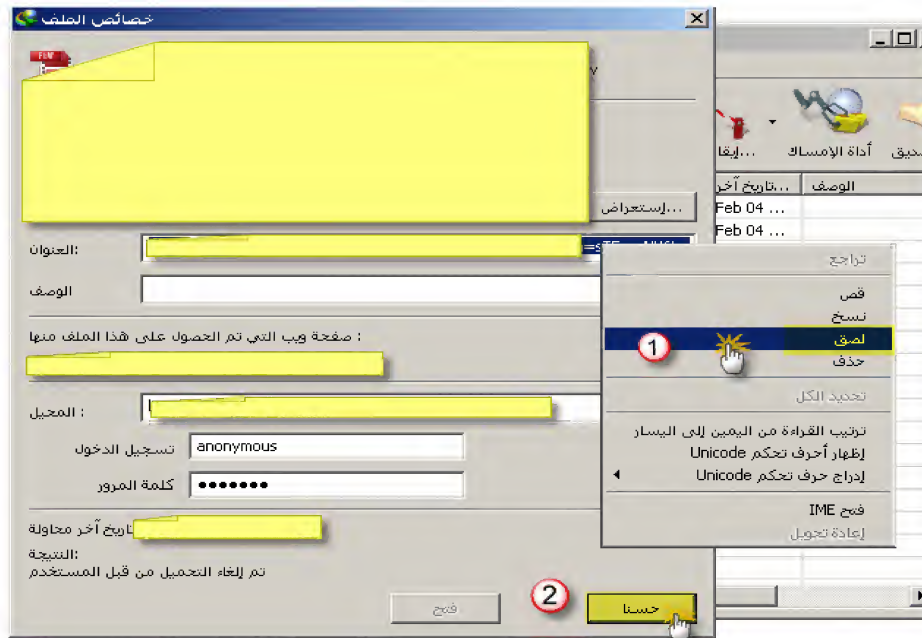 خصائص الملف
FLV
v
إستعراض...
العنوان:
الوصف
صفحة ويب التي تم الحصول على هذا الملف منها :
المحيل :
تسجيل الدخول anonymous
كلمة المرور •••••••
تاريخ آخر محاولة
النتيجة:
تم إلغاء التحميل من قبل المستخدم
فتح
حسنا
2
أداة الإمساك
إيقا...
تاريخ آخر... الوصف
Feb 04 ...
Feb 04 ...
تراجع
قص
نسخ
لصق
1
حذف
تحديد الكل
ترتيب القراءة من اليمين إلى اليسار
إظهار أحرف تحكم Unicode
إدراج حرف تحكم Unicode
فتح IME
إعادة تحويل